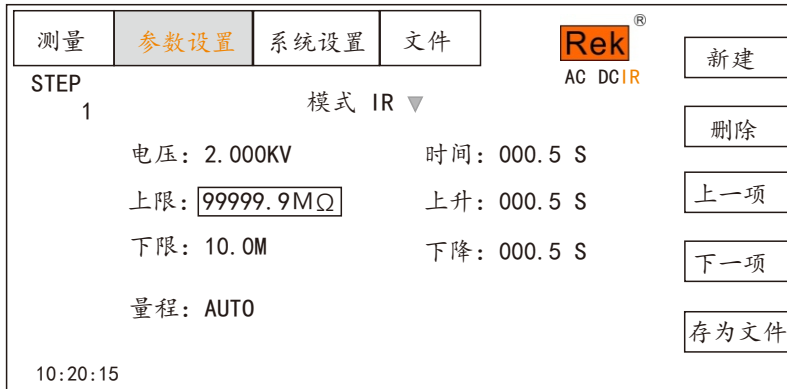 测量 参数设置 系统设置 文件 Rek®
AC DCIR
新建
STEP
1
模式 IR ▼
删除
电压: 2.000KV 时间: 000.5 S
上限: 99999.9MΩ 上升: 000.5 S
上一项
下限: 10.0M 下降: 000.5 S
下一项
量程: AUTO
存为文件
10:20:15